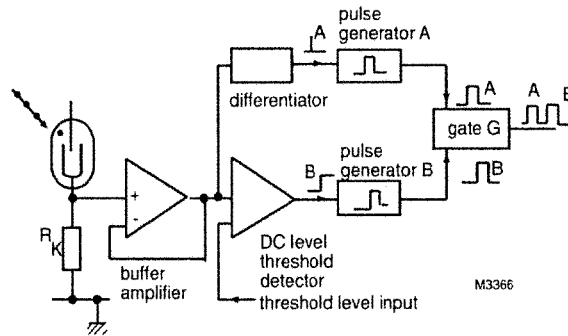 pulse
generator A
A
differentiator
A
gate G
A B
B
pulse
generator B
B
+
-
R
K
buffer
amplifier
DC level
threshold
detector
threshold level input
M3366